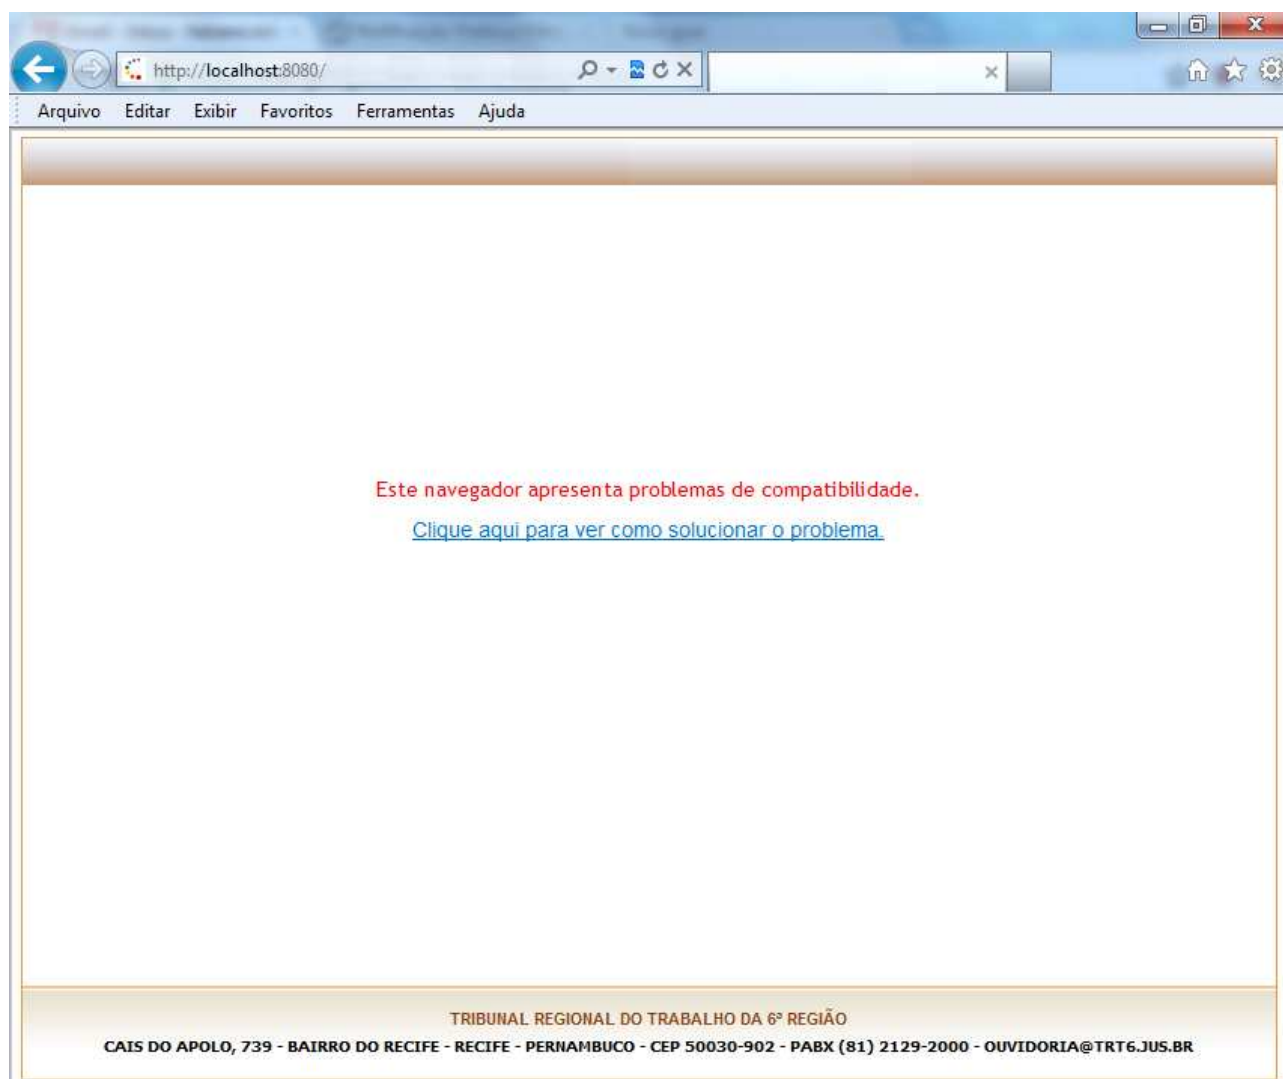 http://localhost:8080/
Arquivo Editar Exibir Favoritos Ferramentas Ajuda
Este navegador apresenta problemas de compatibilidade.
Clique aqui para ver como solucionar o problema.
TRIBUNAL REGIONAL DO TRABALHO DA 6ª REGIÃO
CAIS DO APOLO, 739 - BAIRRO DO RECIFE - RECIFE - PERNAMBUCO - CEP 50030-902 - PABX (81) 2129-2000 - OUVIDORIA@TRT6.JUS.BR